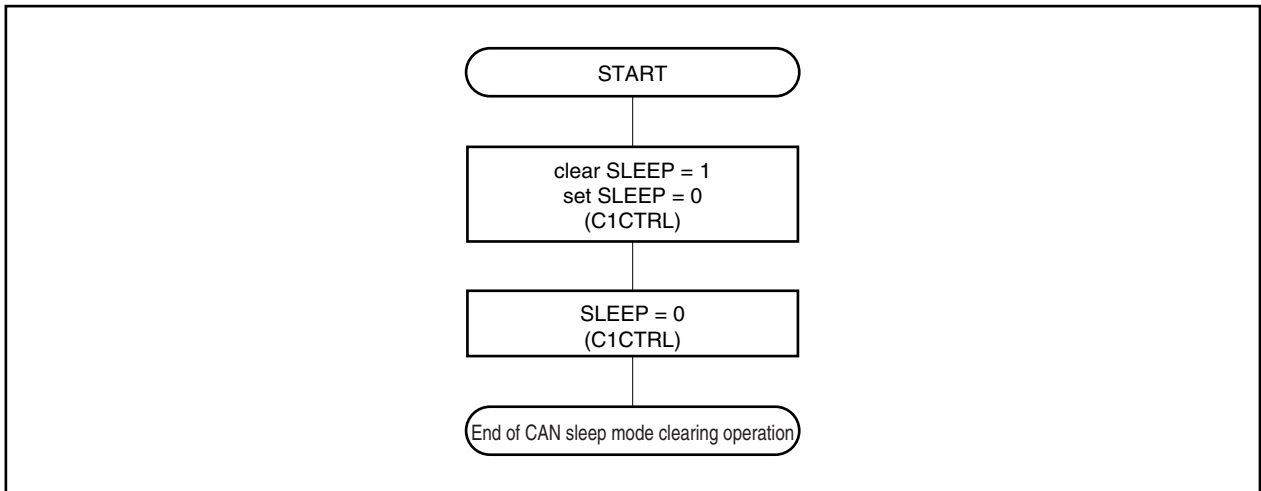 START
clear SLEEP = 1
set SLEEP = 0
(C1CTRL)
SLEEP = 0
(C1CTRL)
End of CAN sleep mode clearing operation